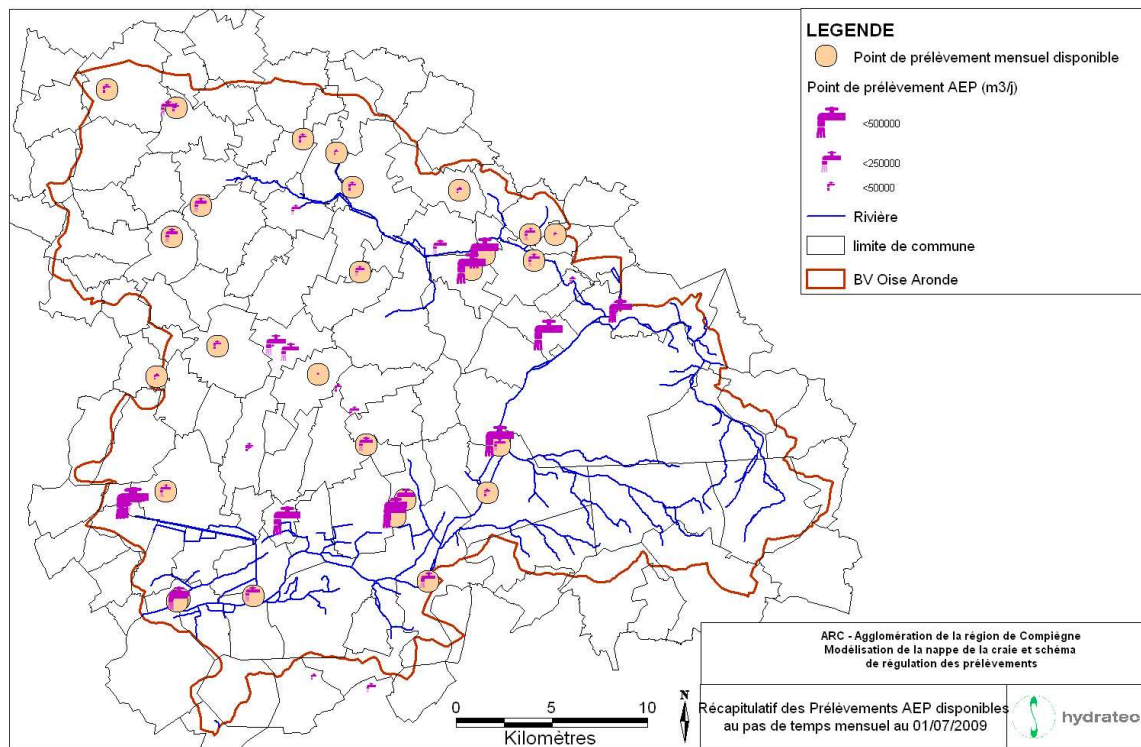 LEGENDE
Point de prélèvement mensuel disponible
Point de prélèvement AEP (m3/j)
<500000
<250000
<50000
Rivière
limite de commune
BV Oise Aronde
ARC - Agglomération de la région de Compiègne
Modélisation de la nappe de la craie et schéma
de régulation des prélèvements
N
0 5 10
Kilomètres
Récapitulatif des Prélèvements AEP disponibles
au pas de temps mensuel au 01/07/2009
hydratec